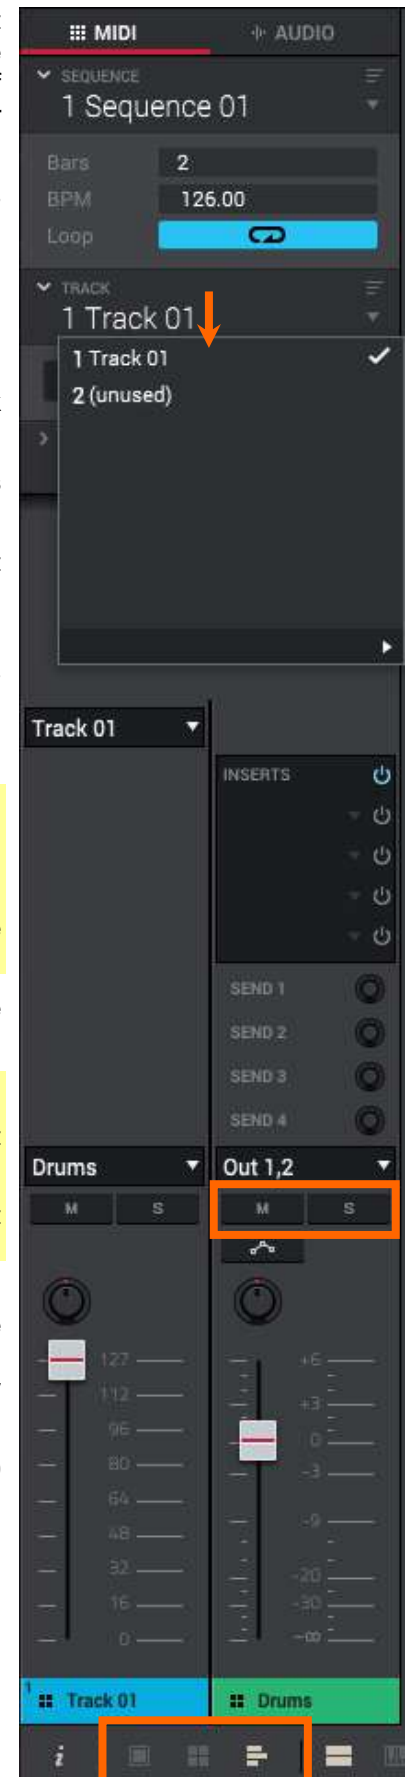 MIDI
AUDIO
SEQUENCE
1 Sequence 01
Bars 2
BPM 126.00
Loop
TRACK
1 Track 01
1 Track 01
2 (unused)
Track 01
INSERTS
SEND 1
SEND 2
SEND 3
SEND 4
Drums
Out 1,2
M S
M S
127
112
96
80
64
48
32
16
0
+6
+3
0
-3
-9
-20
-30
-∞
1
Track 01
Drums
i